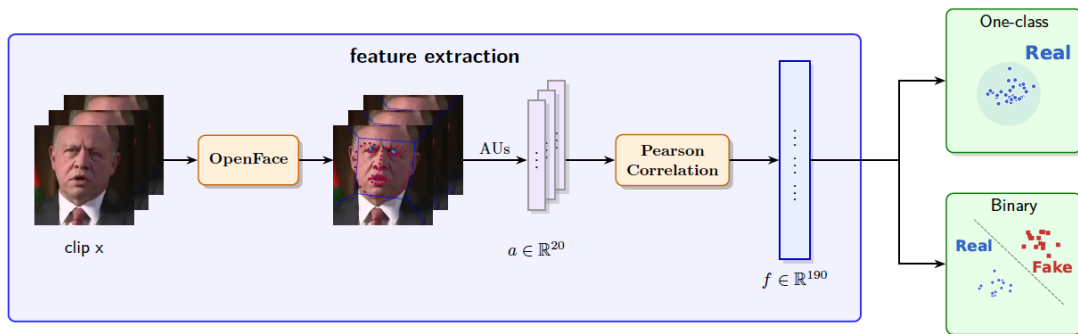 feature extraction
clip x
OpenFace
AUs
a ∈ ℝ²⁰
Pearson
Correlation
f ∈ ℝ¹⁹⁰
One-class
Real
Binary
Real
Fake